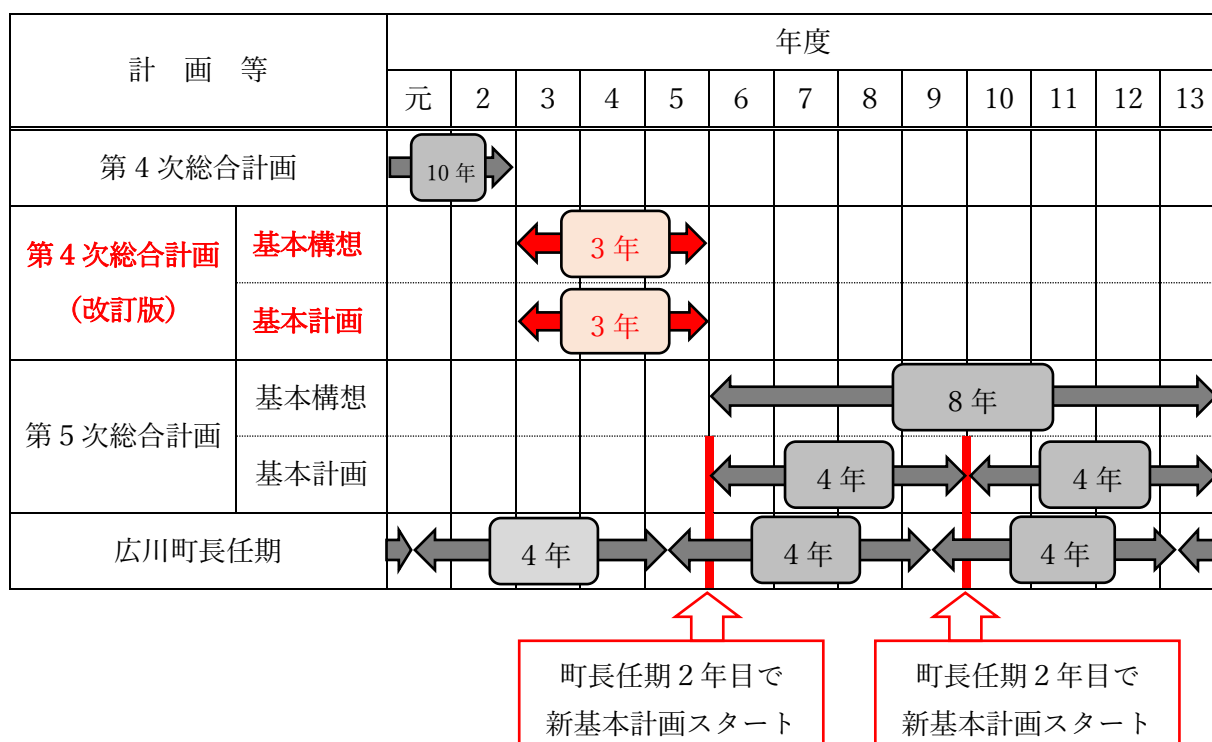 計 画 等
年度
元 2 3 4 5 6 7 8 9 10 11 12 13
第４次総合計画
10 年
第４次総合計画
（改訂版）
基本構想
3 年
基本計画
3 年
第５次総合計画
基本構想
8 年
基本計画
4 年
4 年
広川町長任期
4 年
4 年
4 年
町長任期２年目で
新基本計画スタート
町長任期２年目で
新基本計画スタート